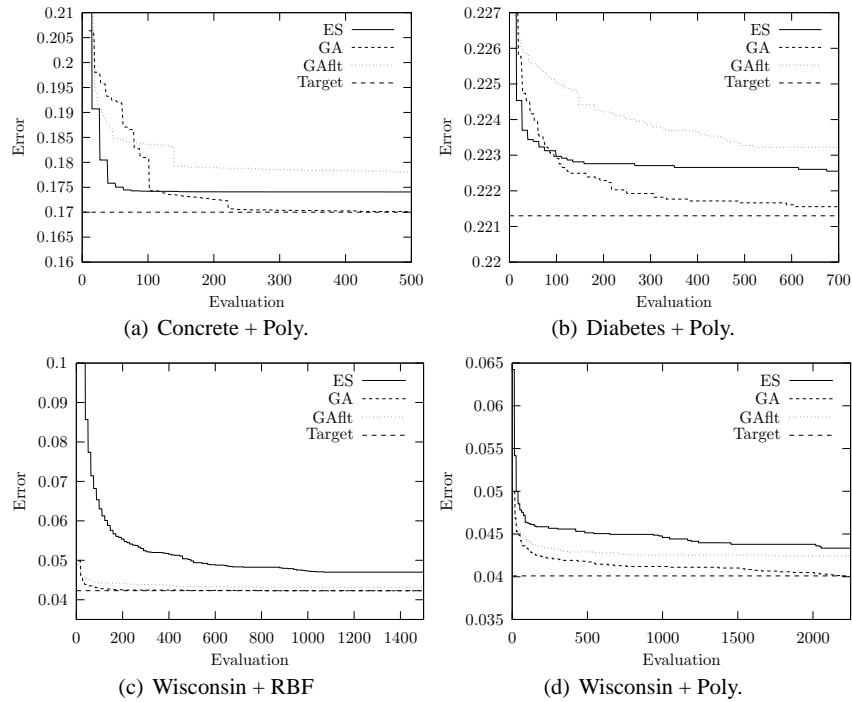 0.21
0.205
0.2
0.195
0.19
0.185
0.18
0.175
0.17
0.165
0.16
Error
0 100 200 300 400 500
Evaluation
ES
GA
GAflt
Target
(a) Concrete + Poly.
0.227
0.226
0.225
0.224
0.223
0.222
0.221
0.22
Error
0 100 200 300 400 500 600 700
Evaluation
ES
GA
GAflt
Target
(b) Diabetes + Poly.
0.1
0.09
0.08
0.07
0.06
0.05
0.04
Error
0 200 400 600 800 1000 1200 1400
Evaluation
ES
GA
GAflt
Target
(c) Wisconsin + RBF
0.065
0.06
0.055
0.05
0.045
0.04
0.035
Error
0 500 1000 1500 2000
Evaluation
ES
GA
GAflt
Target
(d) Wisconsin + Poly.